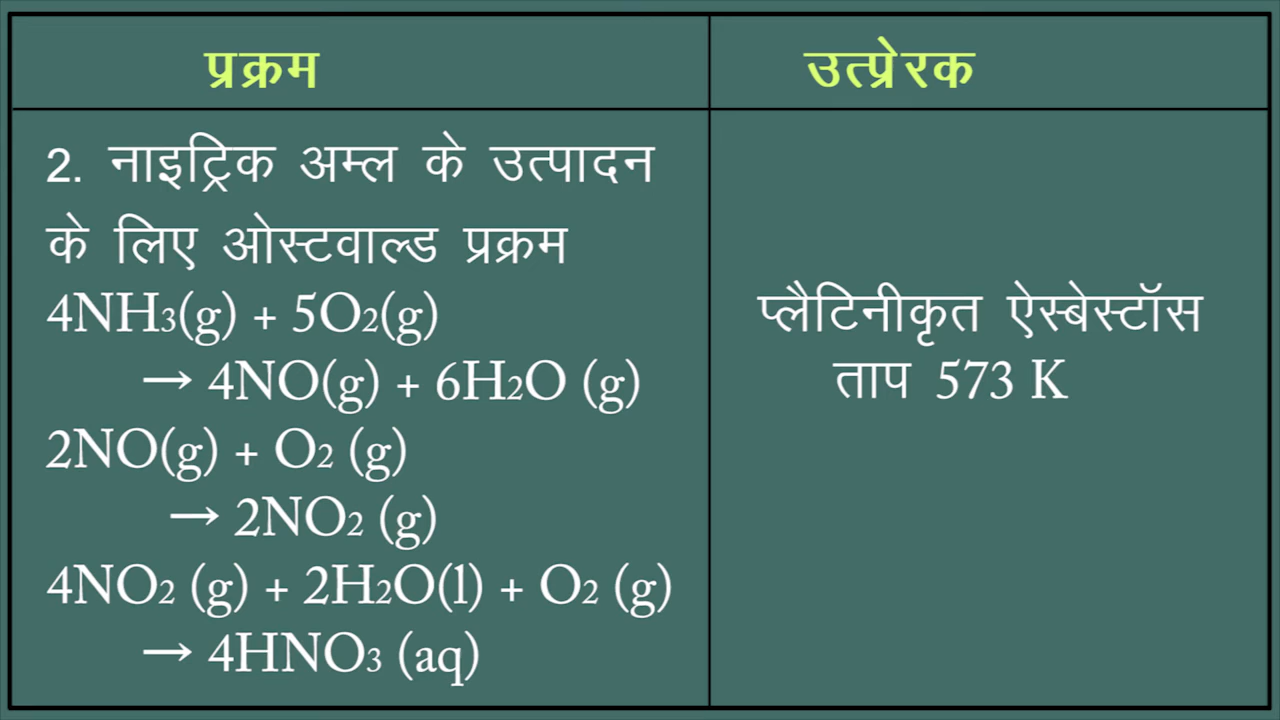 प्रक्रम
उत्प्रेरक
2. नाइट्रिक अम्ल के उत्पादन
के लिए ओस्टवाल्ड प्रक्रम
4NH₃(g) + 5O₂(g)
→ 4NO(g) + 6H₂O (g)
2NO(g) + O₂ (g)
→ 2NO₂ (g)
4NO₂ (g) + 2H₂O(l) + O₂ (g)
→ 4HNO₃ (aq)
प्लैटिनीकृत ऐस्बेस्टॉस
ताप 573 K